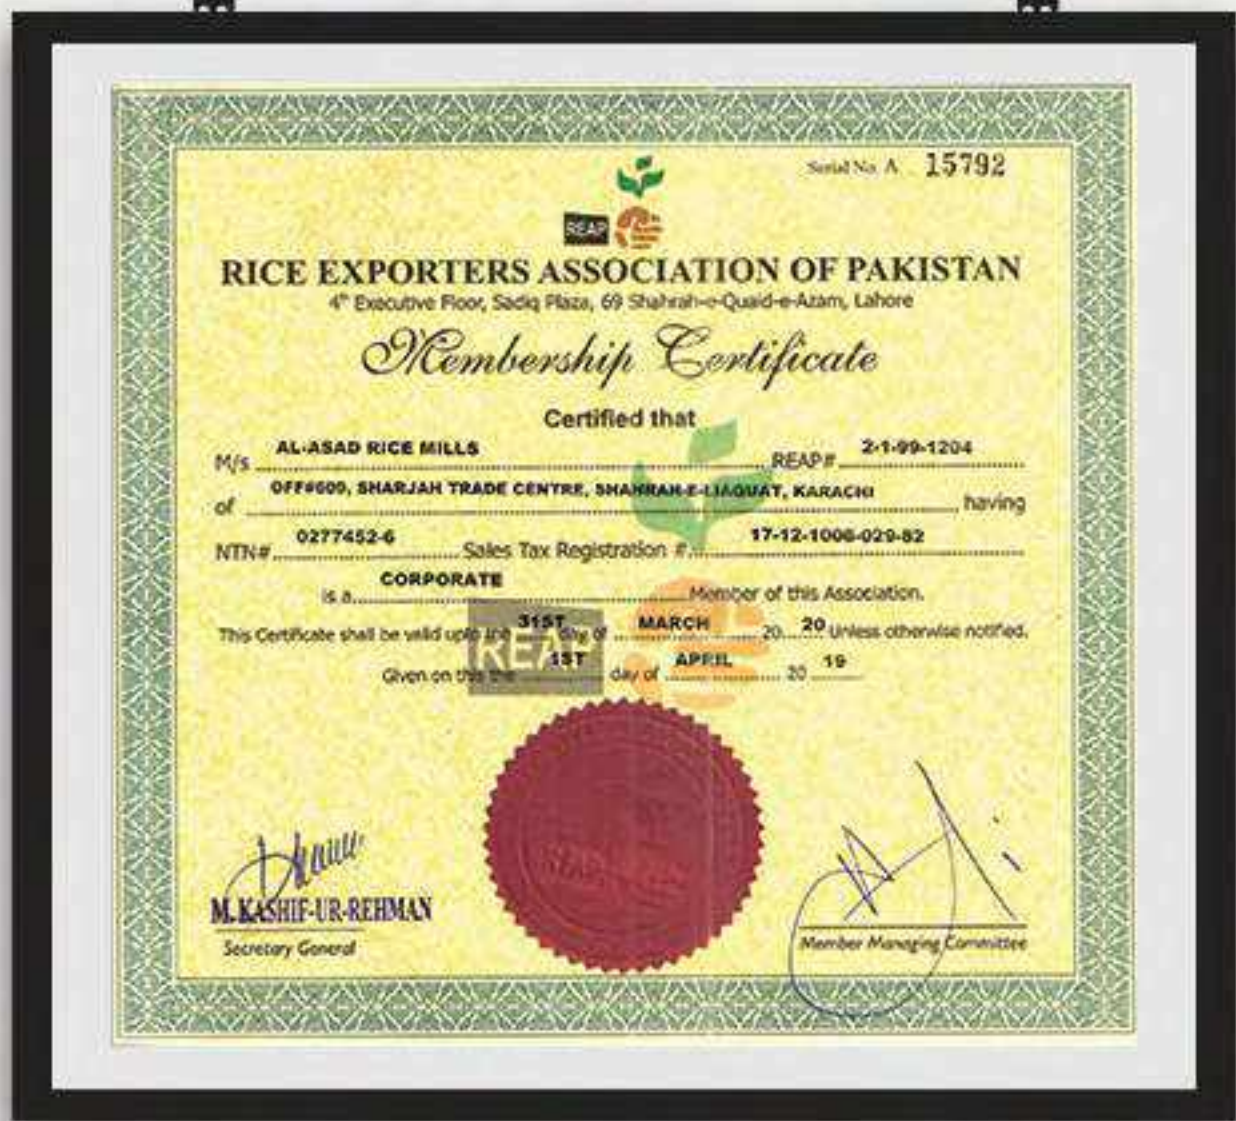 Serial No. A 15792
REAP
RICE EXPORTERS ASSOCIATION OF PAKISTAN
4th Executive Floor, Sadiq Plaza, 69 Shahrah-e-Quaid-e-Azam, Lahore
Membership Certificate
Certified that
M/s AL-ASAD RICE MILLS REAP# 2-1-99-1204
of OFF#609, SHARJAH TRADE CENTRE, SHAHRAH-E-LIAQUAT, KARACHI having
NTN# 0277452-6 Sales Tax Registration #. 17-12-1006-029-82
is a CORPORATE Member of this Association.
This Certificate shall be valid upto the 31ST day of MARCH 20 20 Unless otherwise notified.
REAP
Given on this the 1ST day of APRIL 20 19
M. KASHIF-UR-REHMAN
Secretary General
Member Managing Committee